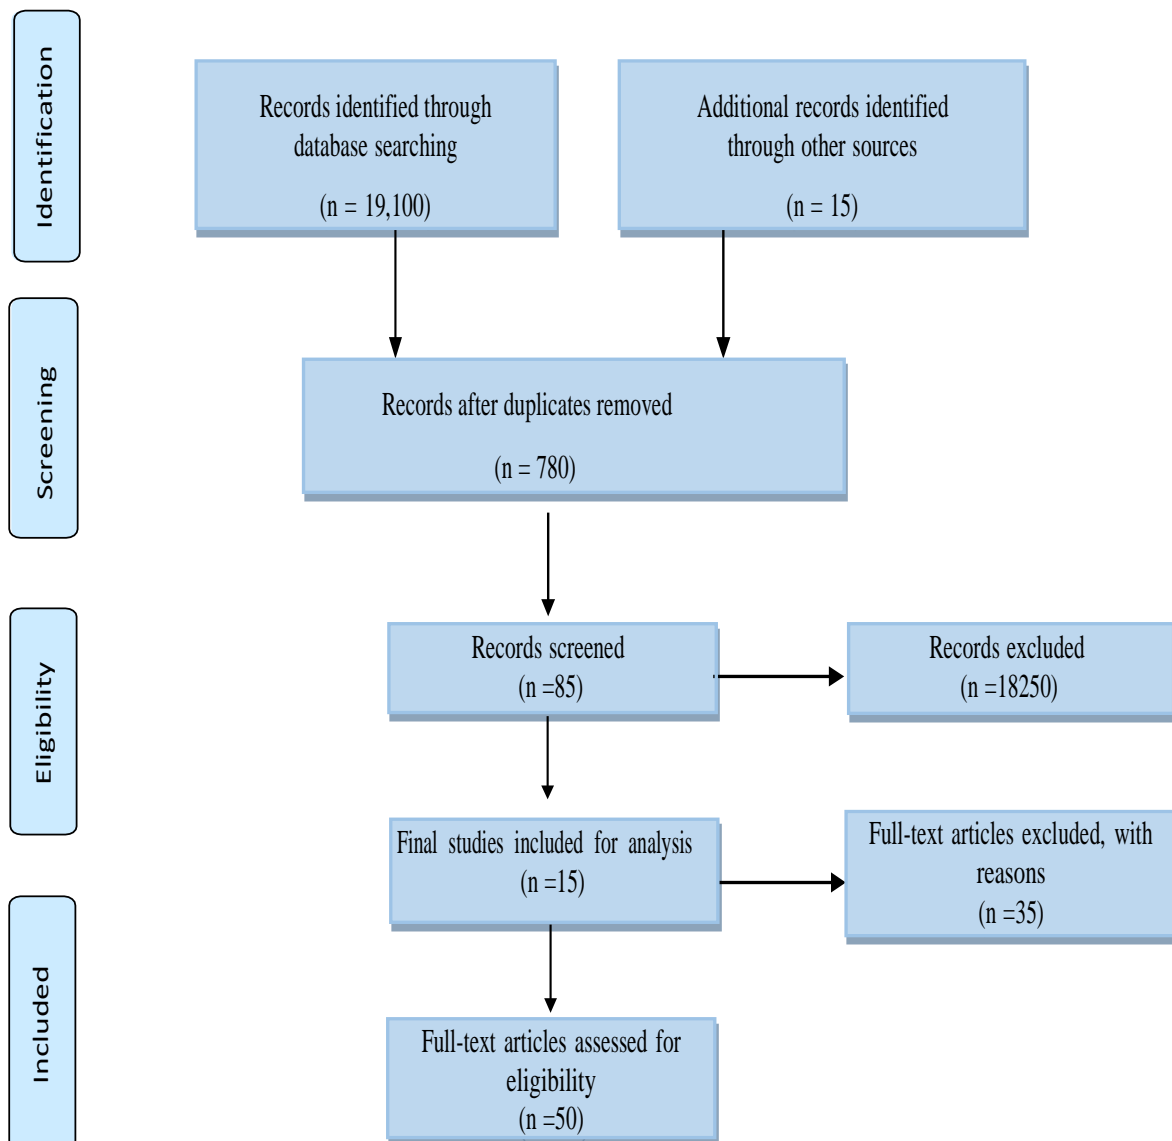 Identification
Records identified through
database searching
(n = 19,100)
Additional records identified
through other sources
(n = 15)
Screening
Records after duplicates removed
(n = 780)
Eligibility
Records screened
(n =85)
Records excluded
(n =18250)
Final studies included for analysis
(n =15)
Full-text articles excluded, with
reasons
(n =35)
Included
Full-text articles assessed for
eligibility
(n =50)